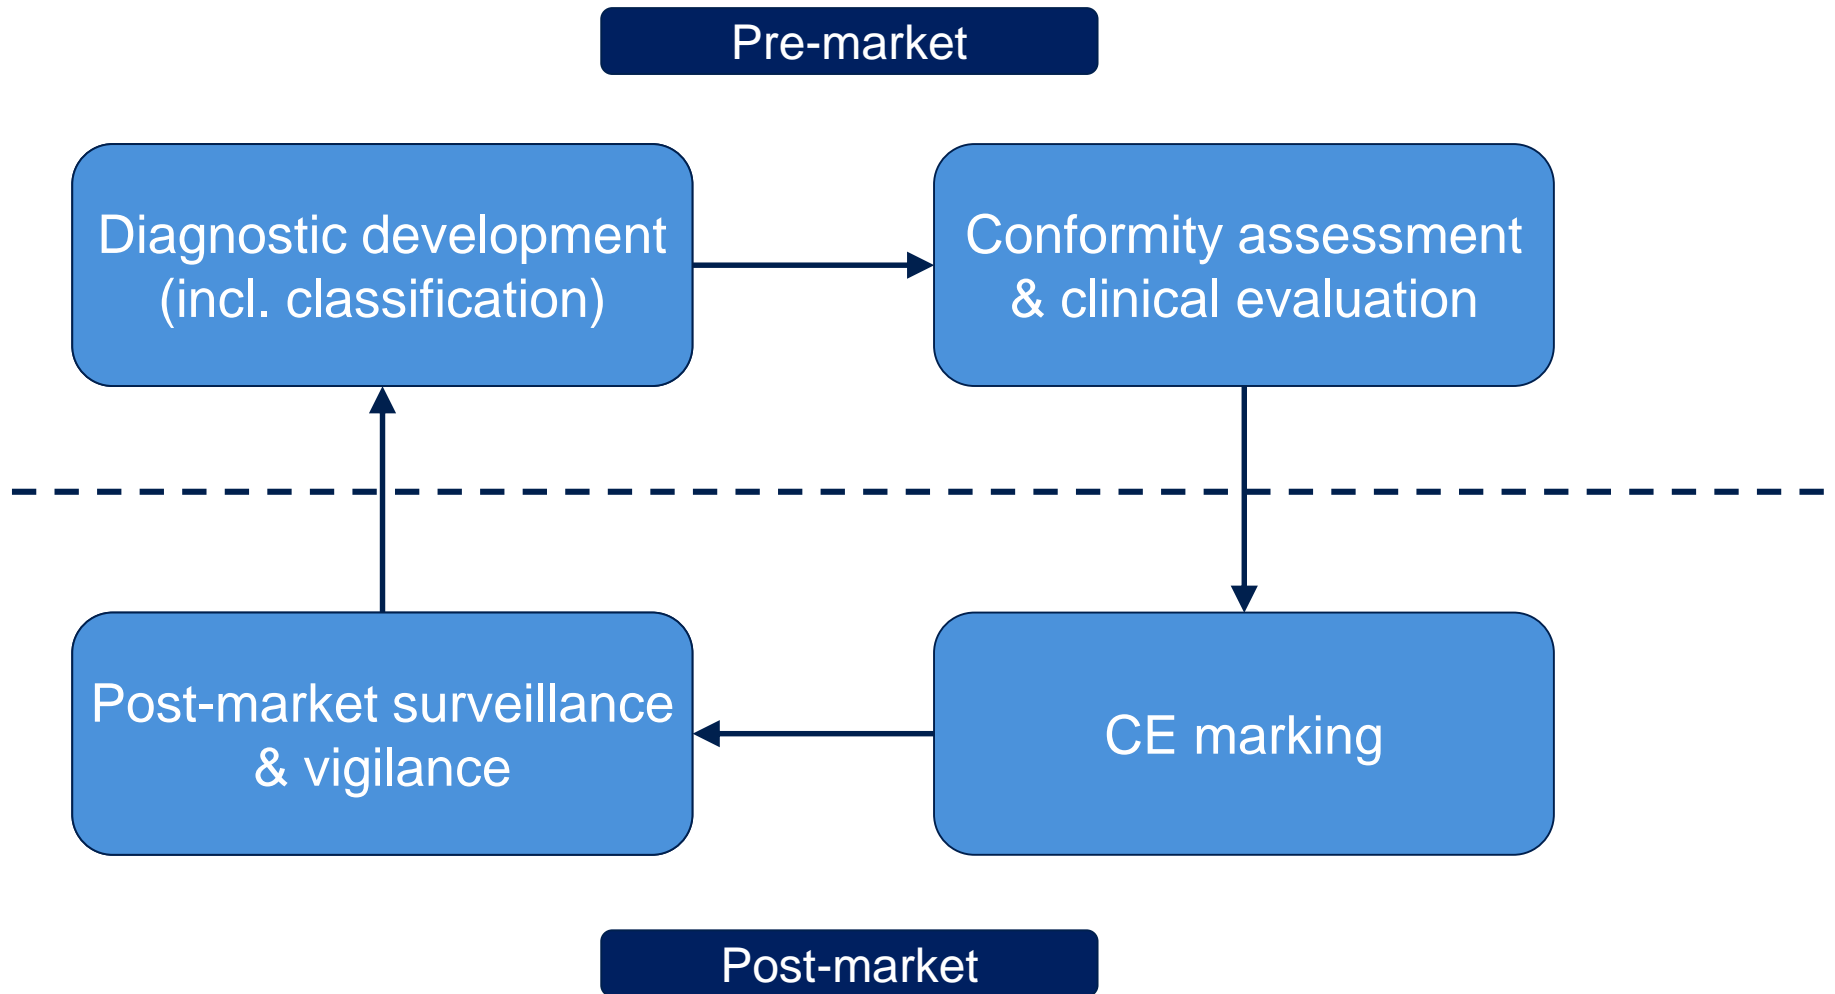 Pre-market
Diagnostic development
(incl. classification)
Conformity assessment
& clinical evaluation
Post-market surveillance
& vigilance
CE marking
Post-market